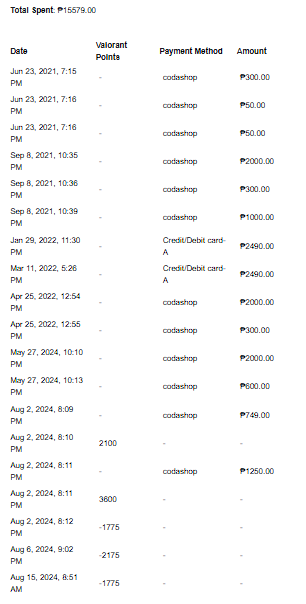 Total Spent: ₱15579.00
Date Valorant Points Payment Method Amount
Jun 23, 2021, 7:15 PM - codashop ₱300.00
Jun 23, 2021, 7:16 PM - codashop ₱50.00
Jun 23, 2021, 7:16 PM - codashop ₱50.00
Sep 8, 2021, 10:35 PM - codashop ₱2000.00
Sep 8, 2021, 10:36 PM - codashop ₱300.00
Sep 8, 2021, 10:39 PM - codashop ₱1000.00
Jan 29, 2022, 11:30 PM - Credit/Debit card-A ₱2490.00
Mar 11, 2022, 5:26 PM - Credit/Debit card-A ₱2490.00
Apr 25, 2022, 12:54 PM - codashop ₱2000.00
Apr 25, 2022, 12:55 PM - codashop ₱300.00
May 27, 2024, 10:10 PM - codashop ₱2000.00
May 27, 2024, 10:13 PM - codashop ₱600.00
Aug 2, 2024, 8:09 PM - codashop ₱749.00
Aug 2, 2024, 8:10 PM 2100 - -
Aug 2, 2024, 8:11 PM - codashop ₱1250.00
Aug 2, 2024, 8:11 PM 3600 - -
Aug 2, 2024, 8:12 PM -1775 - -
Aug 6, 2024, 9:02 PM -2175 - -
Aug 15, 2024, 8:51 AM -1775 - -